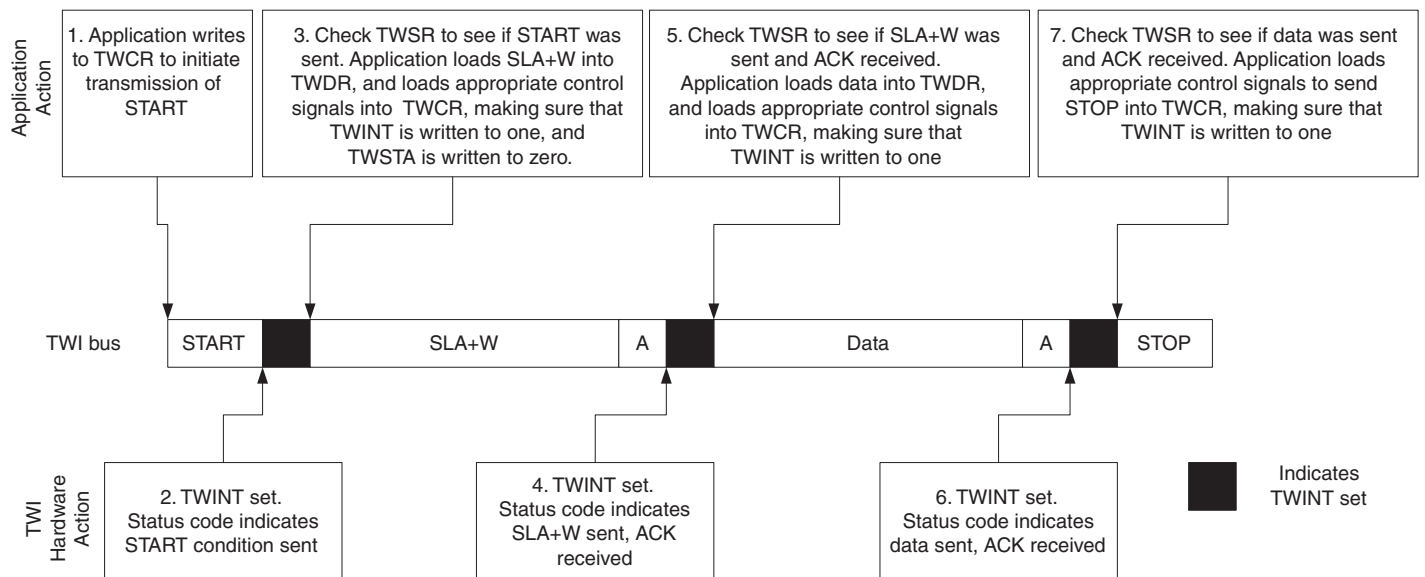 Application
Action
1. Application writes
to TWCR to initiate
transmission of
START
3. Check TWSR to see if START was
sent. Application loads SLA+W into
TWDR, and loads appropriate control
signals into TWCR, making sure that
TWINT is written to one, and
TWSTA is written to zero.
5. Check TWSR to see if SLA+W was
sent and ACK received.
Application loads data into TWDR,
and loads appropriate control signals
into TWCR, making sure that
TWINT is written to one
7. Check TWSR to see if data was sent
and ACK received. Application loads
appropriate control signals to send
STOP into TWCR, making sure that
TWINT is written to one
TWI bus
START
SLA+W
A
Data
A
STOP
TWI
Hardware
Action
2. TWINT set.
Status code indicates
START condition sent
4. TWINT set.
Status code indicates
SLA+W sent, ACK
received
6. TWINT set.
Status code indicates
data sent, ACK received
Indicates
TWINT set